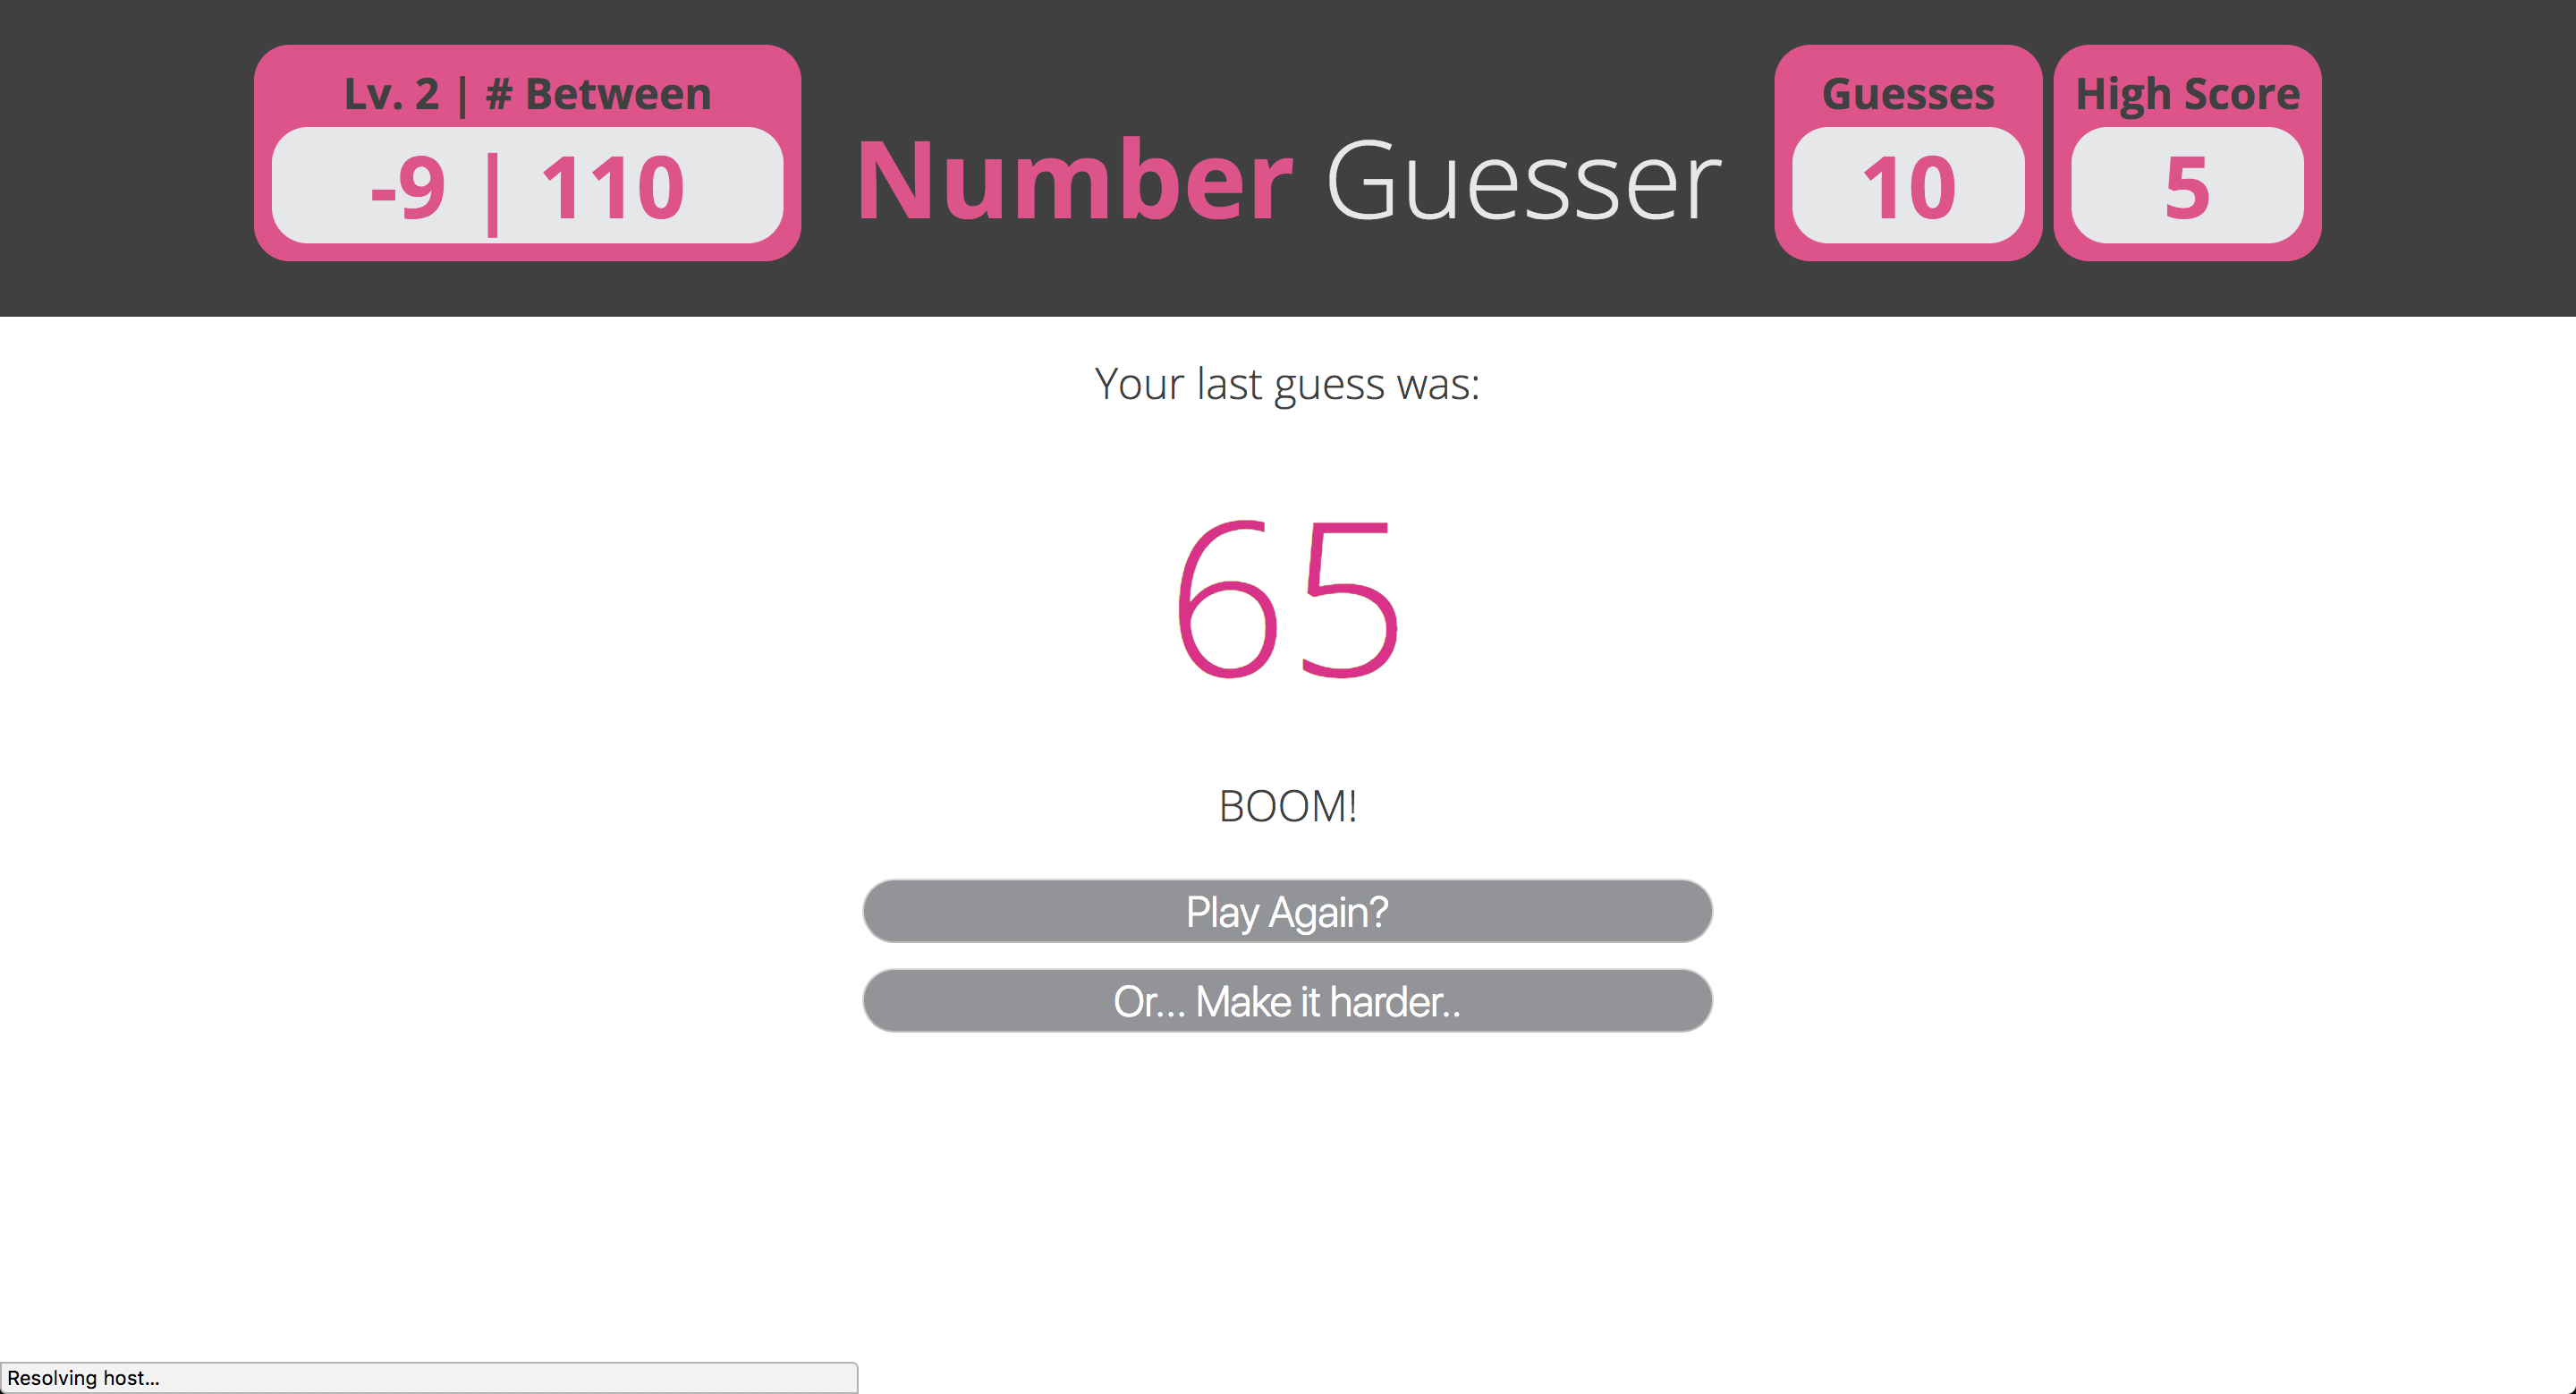 Lv. 2 | # Between
-9 | 110
Number Guesser
Guesses
10
High Score
5
Your last guess was:
65
BOOM!
Play Again?
Or... Make it harder..
Resolving host...